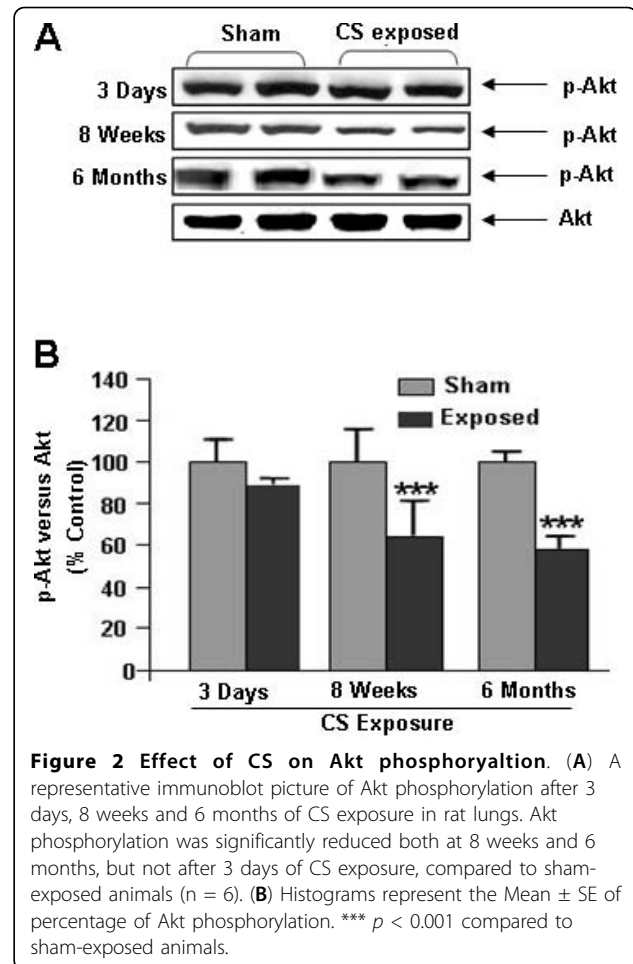 A
Sham CS exposed
3 Days p-Akt
8 Weeks p-Akt
6 Months p-Akt
Akt
B
140
120
100
80
60
40
20
0
p-Akt versus Akt
(% Control)
Sham
Exposed
***
***
3 Days 8 Weeks 6 Months
CS Exposure
Figure 2 Effect of CS on Akt phosphoryaltion. (A) A
representative immunoblot picture of Akt phosphorylation after 3
days, 8 weeks and 6 months of CS exposure in rat lungs. Akt
phosphorylation was significantly reduced both at 8 weeks and 6
months, but not after 3 days of CS exposure, compared to sham-
exposed animals (n = 6). (B) Histograms represent the Mean ± SE of
percentage of Akt phosphorylation. *** p < 0.001 compared to
sham-exposed animals.